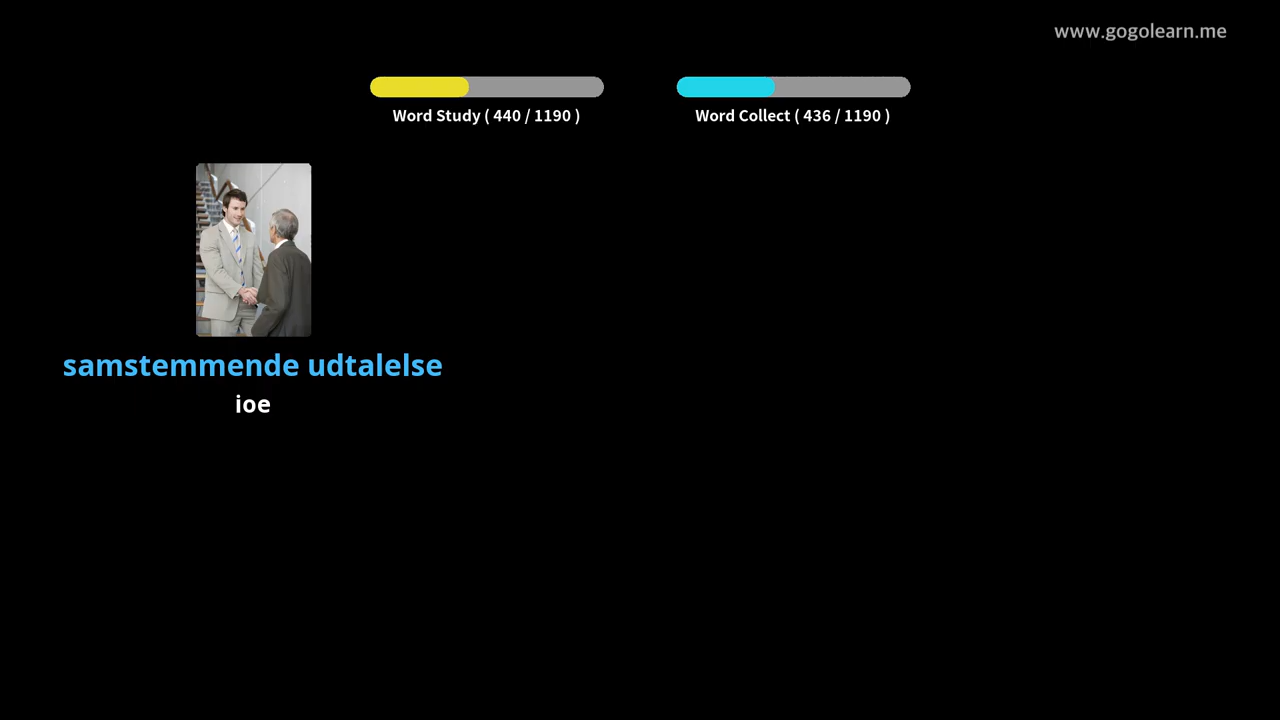 www.gogolearn.me
Word Study ( 440 / 1190 )
Word Collect ( 436 / 1190 )
samstemmende udtalelse
ioe